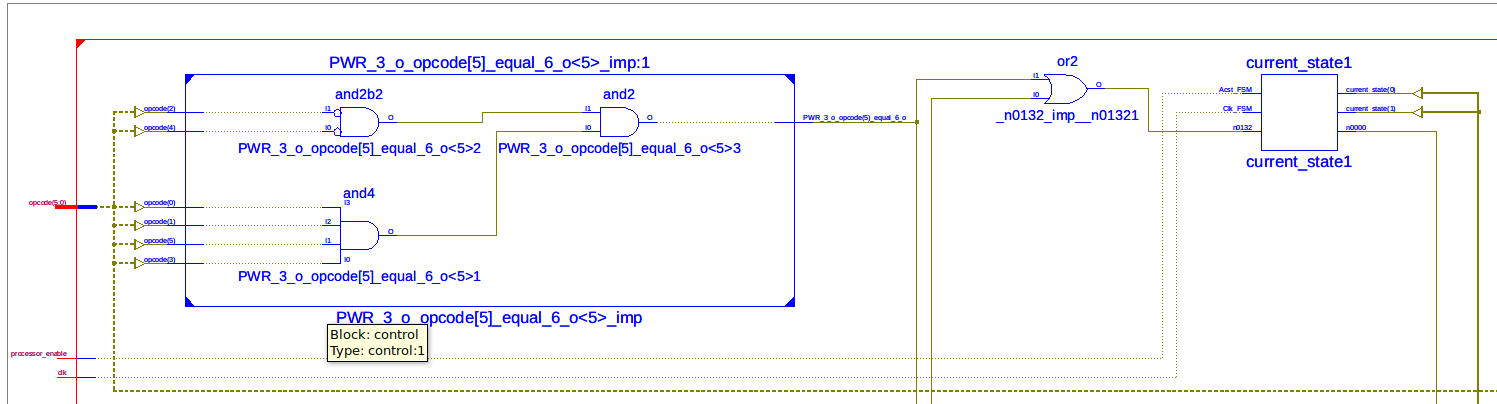 PWR_3_o_opcode[5]_equal_6_o<5>_imp:1
and2b2
and2
opcode(2)
I1
O
I1
O
opcode(4)
I0
I0
PWR_3_o_opcode(5)_equal_6_o
PWR_3_o_opcode[5]_equal_6_o<5>2
PWR_3_o_opcode[5]_equal_6_o<5>3
and4
opcode(5:0)
opcode(0)
I3
opcode(1)
I2
O
opcode(5)
I1
opcode(3)
I0
PWR_3_o_opcode[5]_equal_6_o<5>1
PWR_3_o_opcode[5]_equal_6_o<5>_imp
Block: control
Type: control:1
processor_enable
clk
or2
I1
O
I0
_n0132_imp__n01321
current_state1
Acst_FSM
current_state(0)
Clk_FSM
current_state(1)
n0132
n0000
current_state1